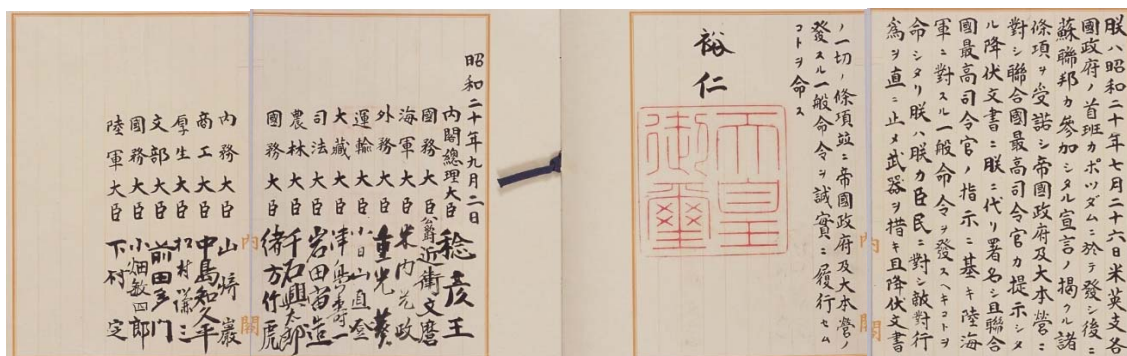 朕ハ昭和二十年七月二十六日米英支各
國政府ノ首班カポツダムニ於テ發シ後ニ
蘇聯邦カ參加シタル宣言ノ掲クル諸
條項ヲ受諾シ帝國政府及大本營ニ
對シ聯合國最高司令官カ提示シタ
ル降伏文書ニ朕ニ代リ署名シ且聯合
國最高司令官ノ指示ニ基キ陸海
軍ニ對スル一般命令ヲ發スヘキコトヲ
命シタリ朕ハ朕カ臣民ニ對シ敵對行
爲ヲ直ニ止メ武器ヲ措キ且降伏文書
ノ一切ノ條項竝ニ帝國政府及大本營ノ
發スル一般命令ヲ誠實ニ履行セム
コトヲ命ス
裕仁
天皇
御璽
昭和二十年九月二日
內閣總理大臣 稔彥王
國務大臣 公爵近衛文麿
海軍大臣 米內光政
外務大臣 重光葵
運輸大臣 小日山直登
大藏大臣 津島壽一
司法大臣 岩田宙造
農林大臣 千石興太郎
國務大臣 緒方竹虎
內務大臣 山崎巖
商工大臣 中島知久平
厚生大臣 松村謙三
文部大臣 前田多門
國務大臣 小畑敏四郎
陸軍大臣 下村定
內閣
內閣